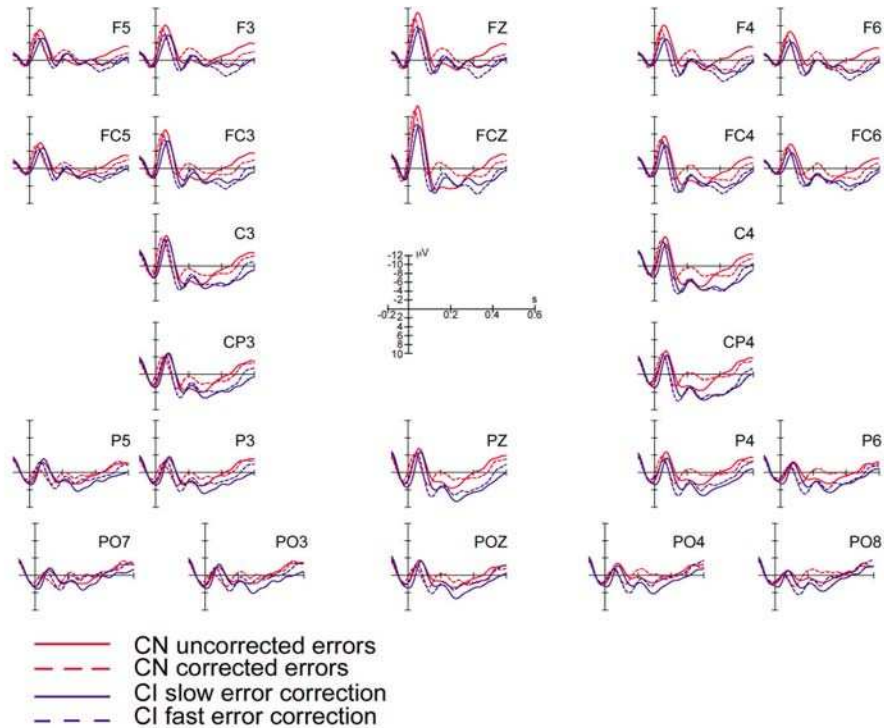 F5 F3 FZ F4 F6
FC5 FC3 FCZ FC4 FC6
C3 C4
-12 μV
-10
-8
-6
-4
-2 s
-0.2 0.2 0.4 0.6
2
4
6
8
10
CP3 CP4
P5 P3 PZ P4 P6
PO7 PO3 POZ PO4 PO8
CN uncorrected errors
CN corrected errors
CI slow error correction
CI fast error correction